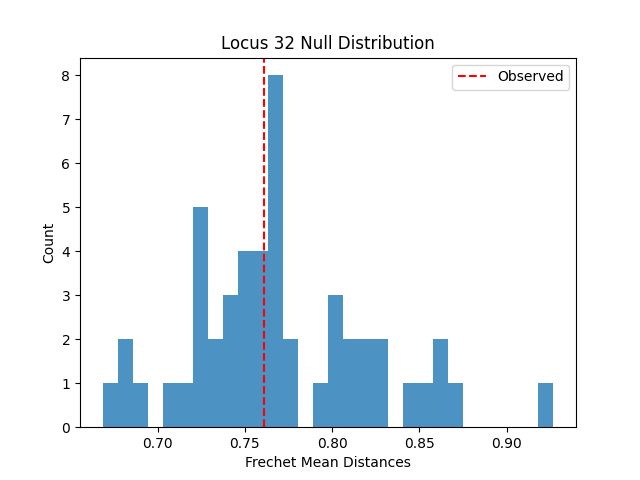 Locus 32 Null Distribution
Observed
8
7
6
5
4
3
2
1
0
Count
0.70 0.75 0.80 0.85 0.90
Frechet Mean Distances